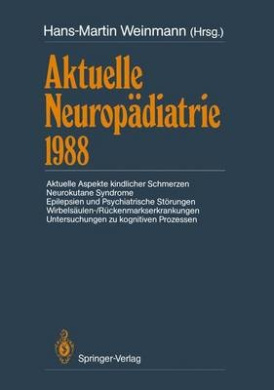 Hans-Martin Weinmann (Hrsg.)
Aktuelle
Neuropädiatrie
1988
Aktuelle Aspekte kindlicher Schmerzen
Neurokutane Syndrome
Epilepsien und Psychiatrische Störungen
Wirbelsäulen-/Rückenmarkserkrankungen
Untersuchungen zu kognitiven Prozessen
Springer-Verlag